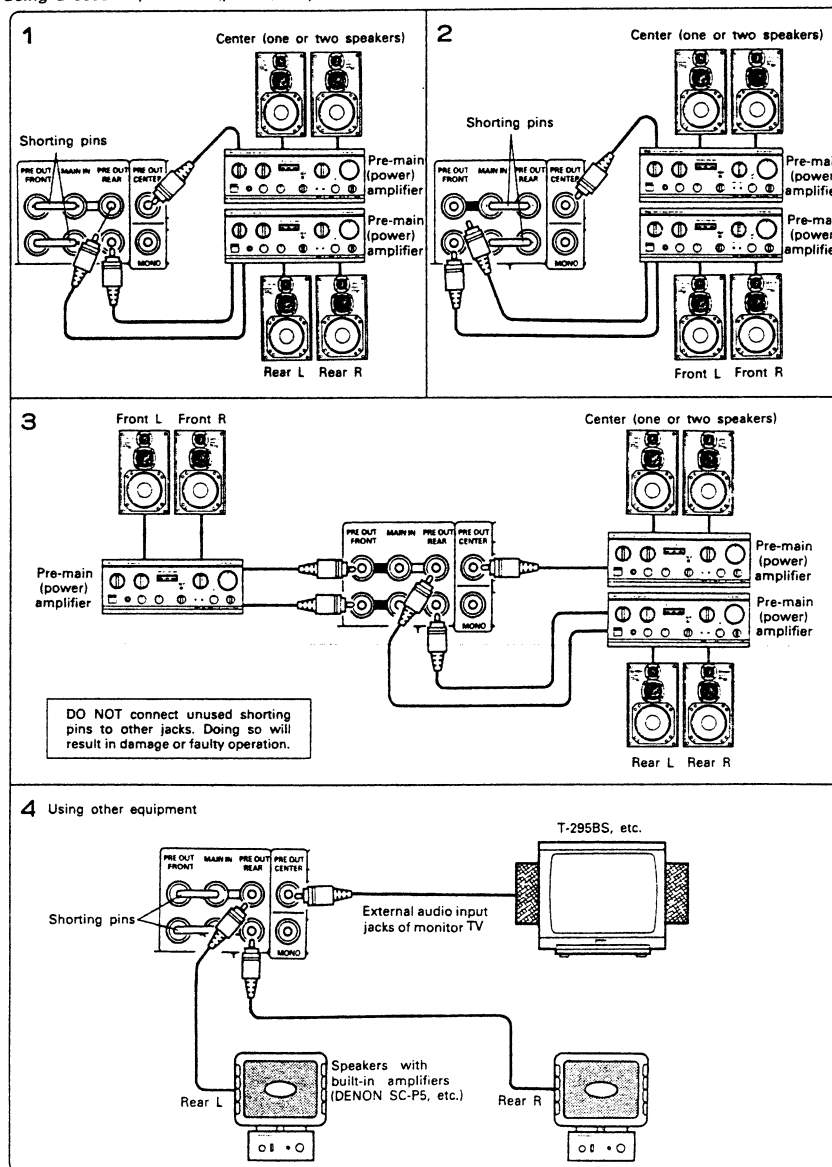 1
Center (one or two speakers)
Shorting pins
PRE OUT FRONT
MAIN IN
PRE OUT REAR
PRE OUT CENTER
MONO
Pre-main
(power)
amplifier
Pre-main
(power)
amplifier
Rear L Rear R
2
Center (one or two speakers)
Shorting pins
PRE OUT FRONT
MAIN IN
PRE OUT REAR
PRE OUT CENTER
MONO
(power)
(power)
Front L Front R
3
Front L Front R
Center (one or two speakers)
PRE OUT FRONT
MAIN IN
PRE OUT REAR
PRE OUT CENTER
MONO
Pre-main
(power)
amplifier
Pre-main
(power)
amplifier
Pre-main
(power)
amplifier
DO NOT connect unused shorting
pins to other jacks. Doing so will
result in damage or faulty operation.
Rear L Rear R
4 Using other equipment
T-295BS, etc.
PRE OUT FRONT
MAIN IN
PRE OUT REAR
PRE OUT CENTER
MONO
Shorting pins
External audio input
jacks of monitor TV
Rear L
Speakers with
built-in amplifiers
(DENON SC-P5, etc.)
Rear R